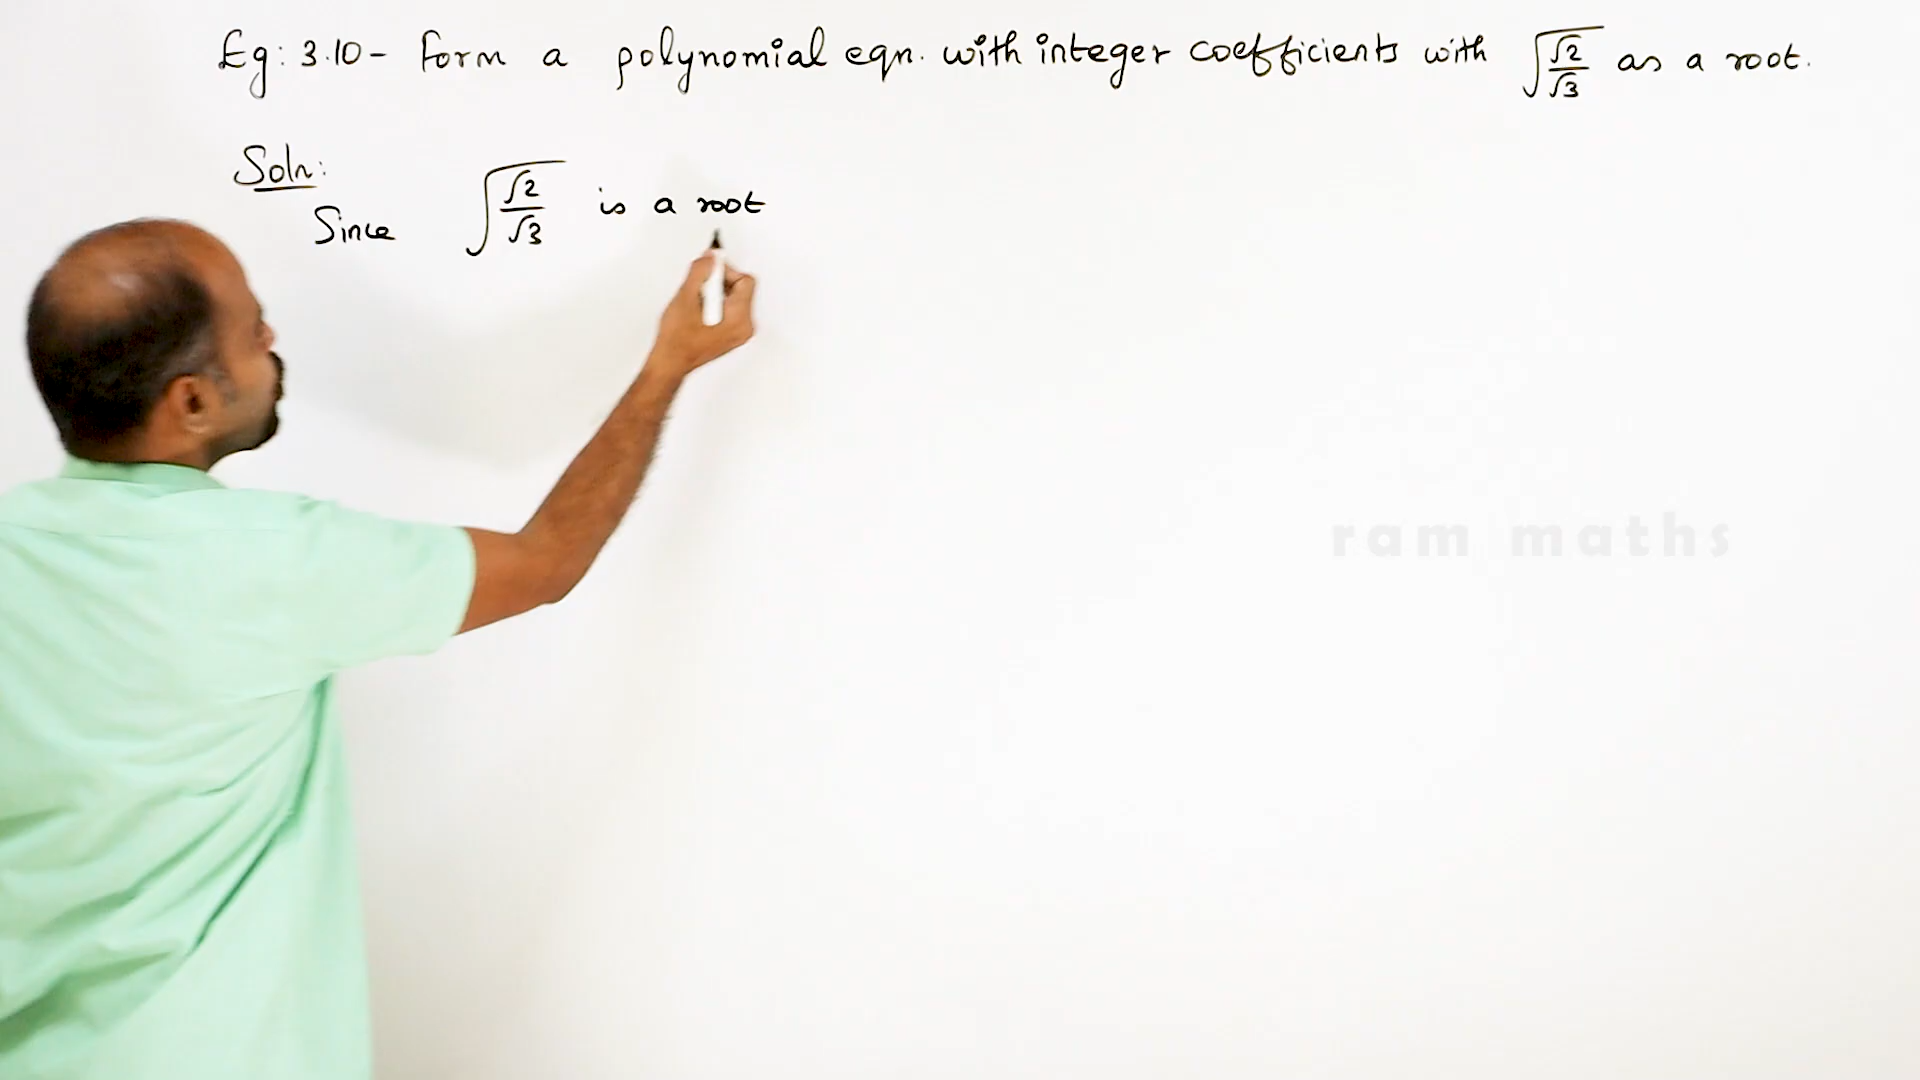 Eg: 3.10 - Form a polynomial eqn. with integer coefficients with √(√2/√3) as a root.
Soln:
Since √(√2/√3) is a root
ram maths